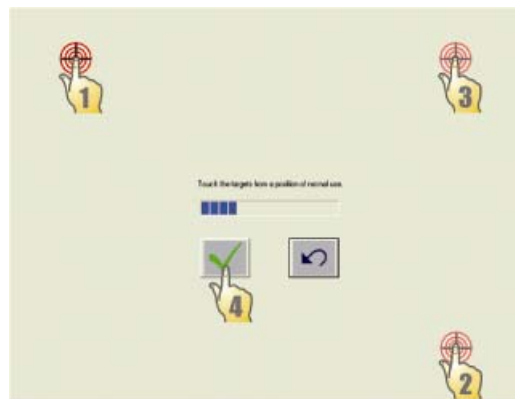 1
3
Touch the targets from a position of normal use.
4
2